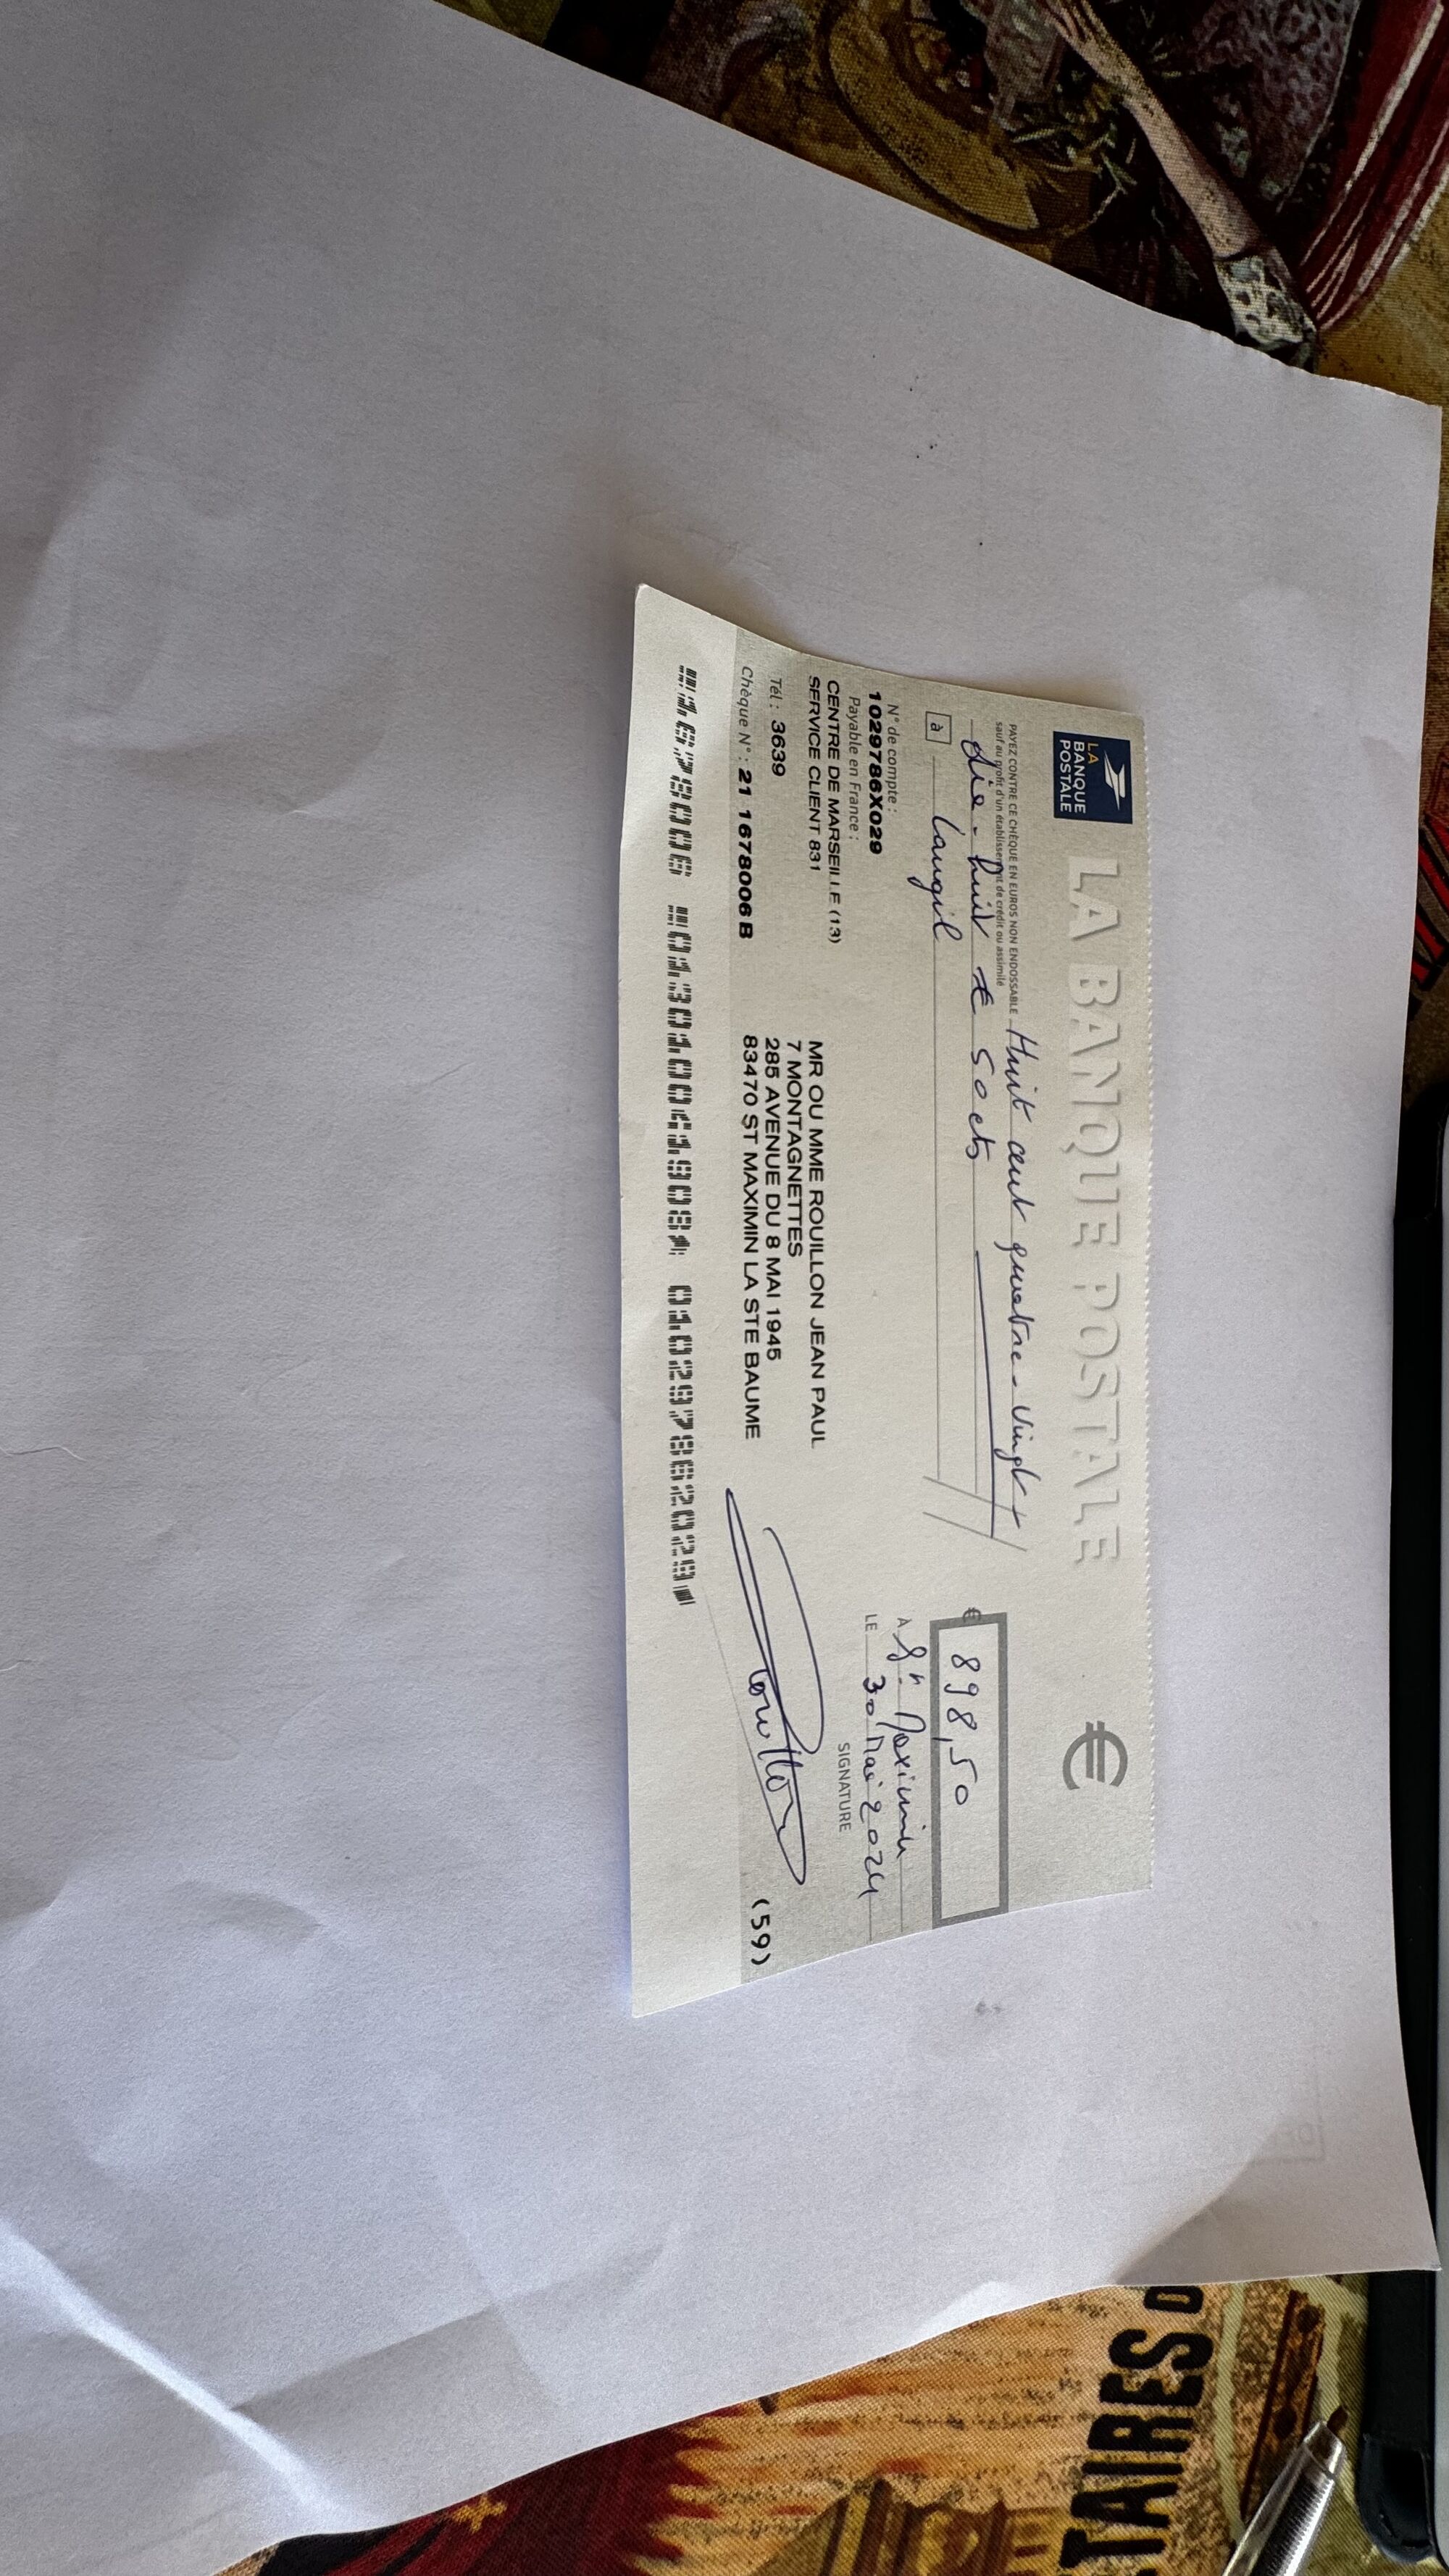 LA
BANQUE
POSTALE
LA BANQUE POSTALE
€
PAYEZ CONTRE CE CHÈQUE EN EUROS NON ENDOSSABLE
sauf au profit d'un établissement de crédit ou assimilé
Huit cent quatre-vingt
dix-huit € 50 cts
€ 898,50
à Langil
À St Maximin
LE 30 Mai 2024
N° de compte :
1029786X029
Payable en France :
CENTRE DE MARSEILLE (13)
SERVICE CLIENT 831
SIGNATURE
Tél : 3639
Chèque N° : 21 1678006 B
MR OU MME ROUILLON JEAN PAUL
7 MONTAGNETTES
285 AVENUE DU 8 MAI 1945
83470 ST MAXIMIN LA STE BAUME
(59)
1678006 013010041908 010297862029
TAIRES D